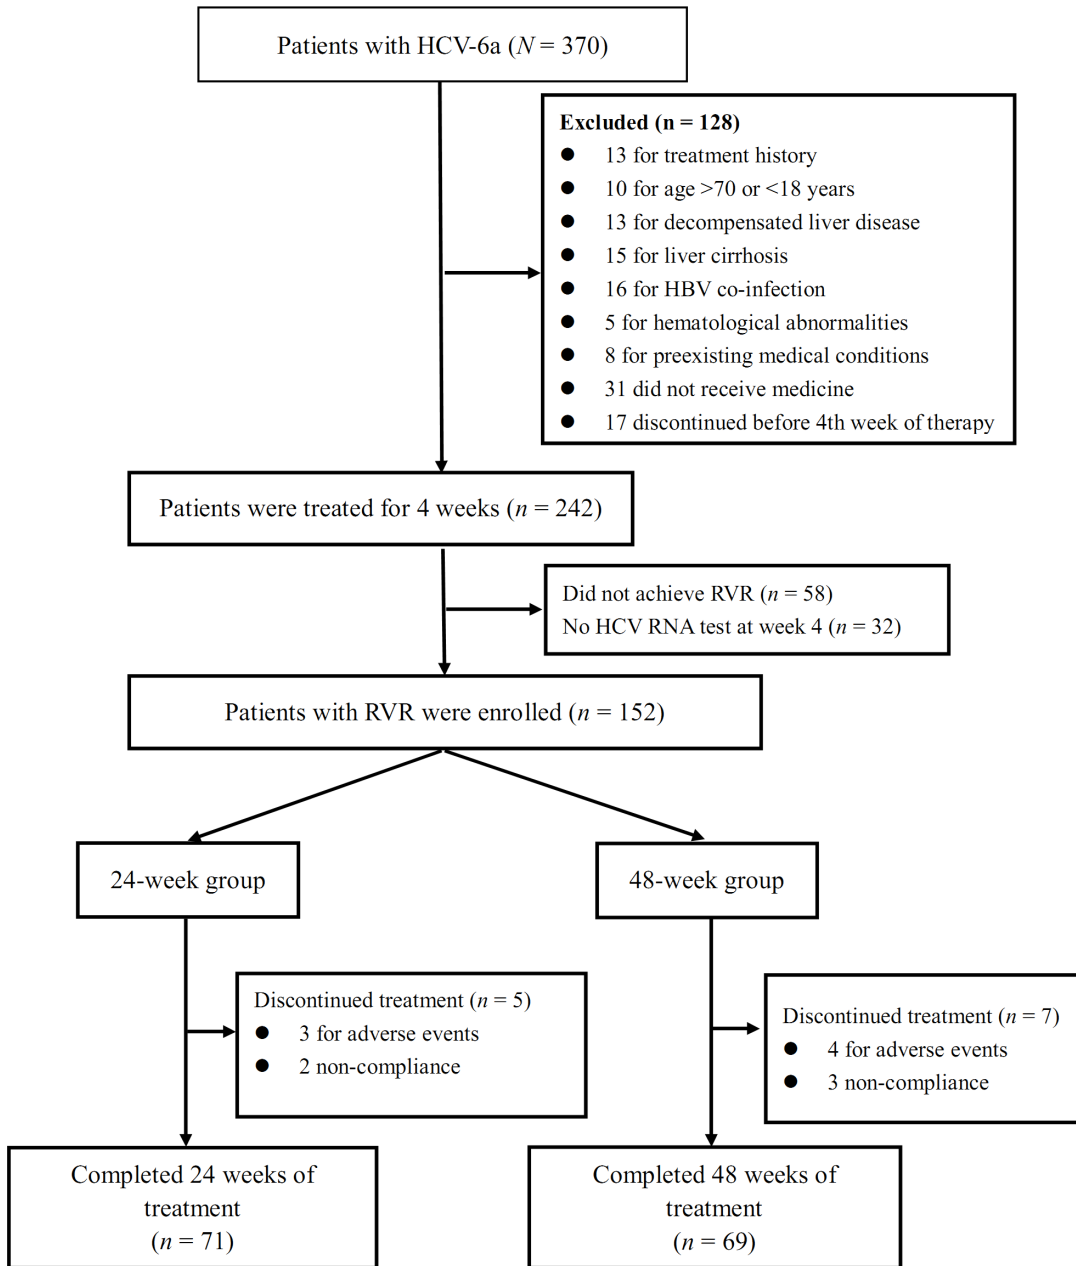 Patients with HCV-6a (N = 370)
Excluded (n = 128)
● 13 for treatment history
● 10 for age >70 or <18 years
● 13 for decompensated liver disease
● 15 for liver cirrhosis
● 16 for HBV co-infection
● 5 for hematological abnormalities
● 8 for preexisting medical conditions
● 31 did not receive medicine
● 17 discontinued before 4th week of therapy
Patients were treated for 4 weeks (n = 242)
Did not achieve RVR (n = 58)
No HCV RNA test at week 4 (n = 32)
Patients with RVR were enrolled (n = 152)
24-week group
48-week group
Discontinued treatment (n = 5)
● 3 for adverse events
● 2 non-compliance
Discontinued treatment (n = 7)
● 4 for adverse events
● 3 non-compliance
Completed 24 weeks of
treatment
(n = 71)
Completed 48 weeks of
treatment
(n = 69)